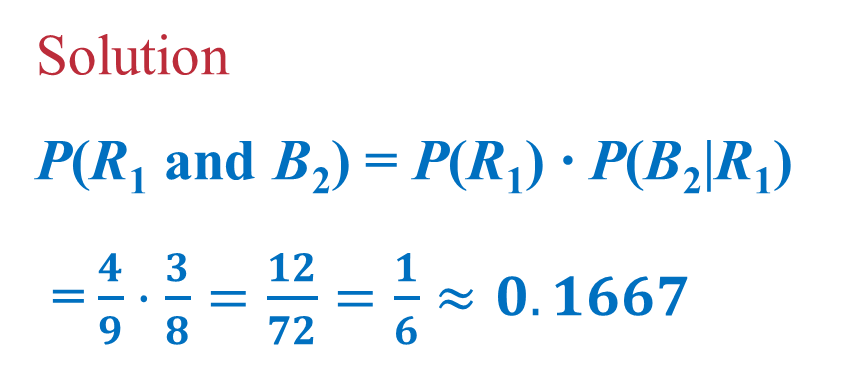 Solution
P(R₁ and B₂) = P(R₁) · P(B₂|R₁)
= 4/9 · 3/8 = 12/72 = 1/6 ≈ 0.1667